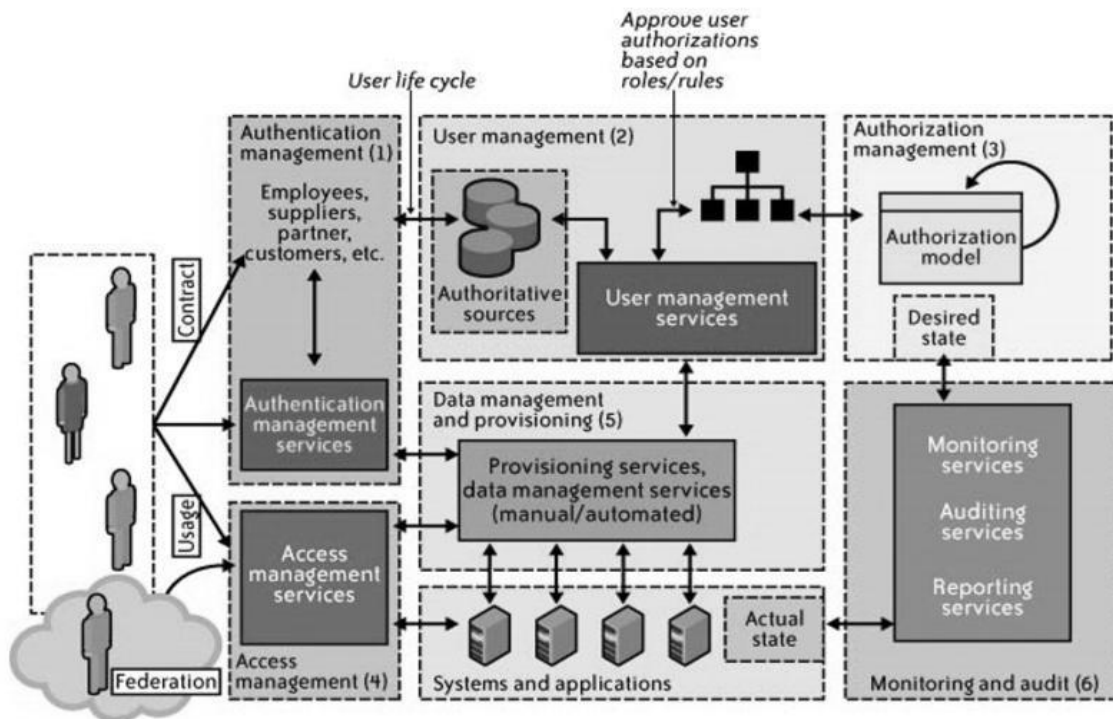 Approve user
authorizations
based on
roles/rules
User life cycle
Authentication
management (1)
Employees,
suppliers,
partner,
customers, etc.
User management (2)
Authoritative
sources
User management
services
Authorization
management (3)
Authorization
model
Desired
state
Contract
Usage
Authentication
management
services
Data management
and provisioning (5)
Provisioning services,
data management services
(manual/automated)
Monitoring
services
Auditing
services
Reporting
services
Access
management
services
Actual
state
Federation
Access
management (4)
Systems and applications
Monitoring and audit (6)